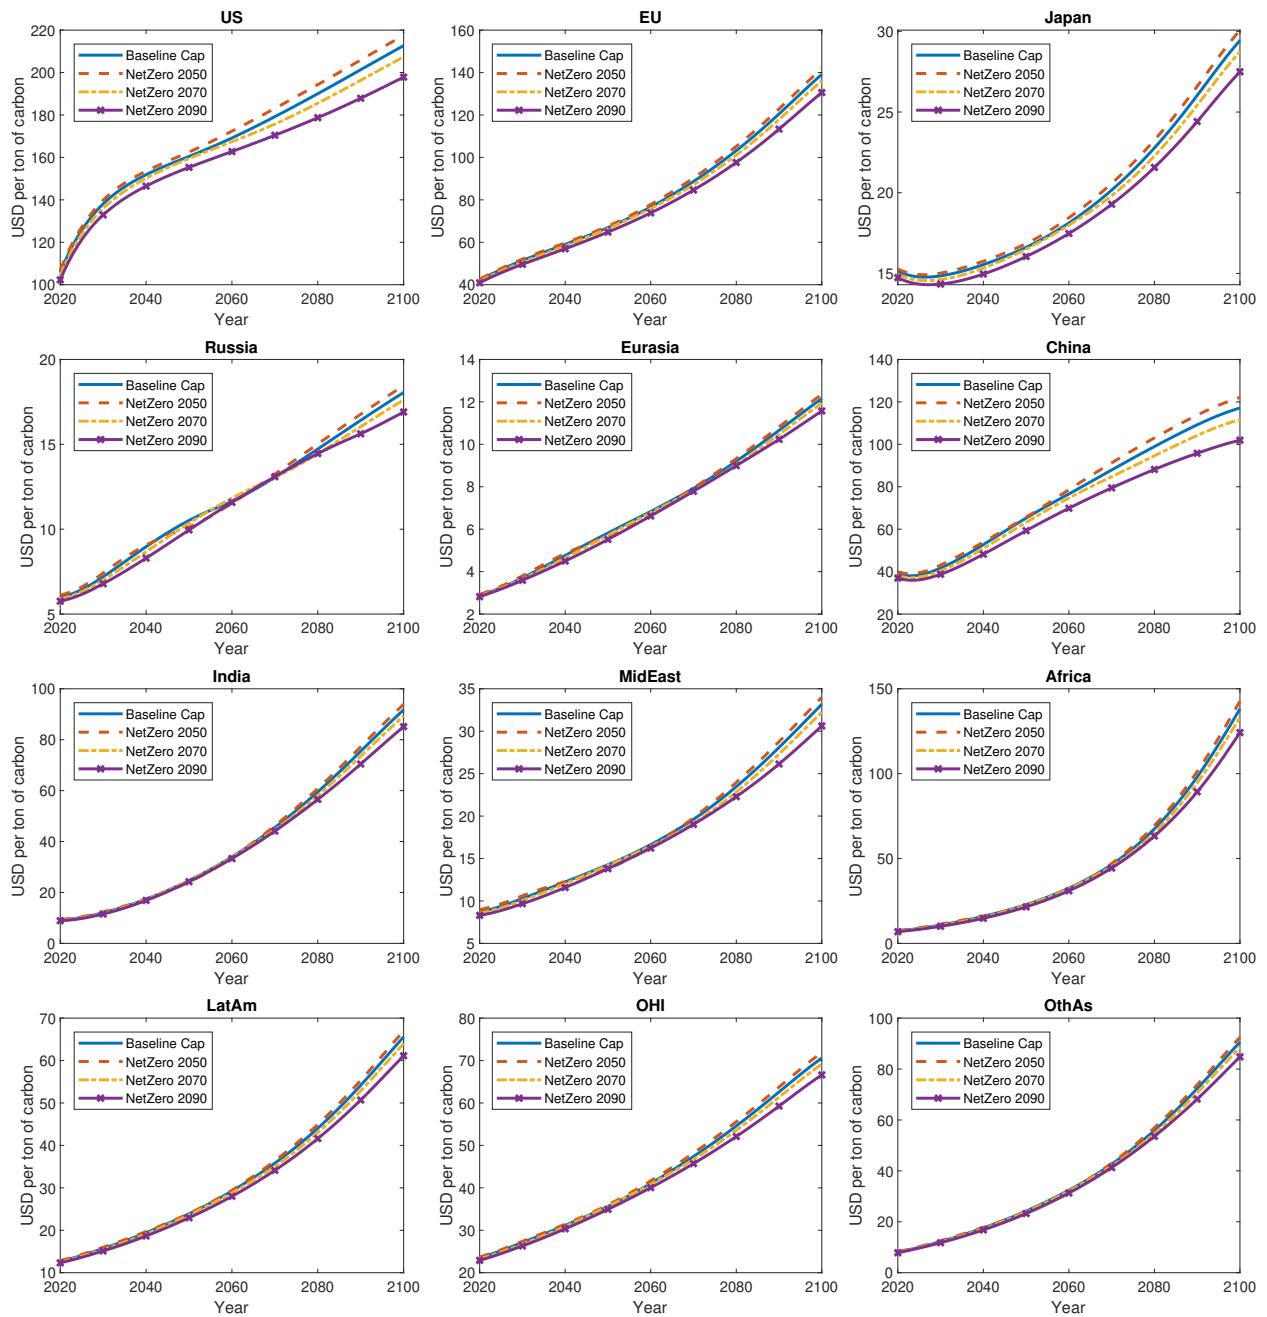 US
USD per ton of carbon
220
200
180
160
140
120
100
Baseline Cap
NetZero 2050
NetZero 2070
NetZero 2090
2020 2040 2060 2080 2100
Year
EU
USD per ton of carbon
160
140
120
100
80
60
40
Baseline Cap
NetZero 2050
NetZero 2070
NetZero 2090
2020 2040 2060 2080 2100
Year
Japan
USD per ton of carbon
30
25
20
15
Baseline Cap
NetZero 2050
NetZero 2070
NetZero 2090
2020 2040 2060 2080 2100
Year
Russia
USD per ton of carbon
20
15
10
5
Baseline Cap
NetZero 2050
NetZero 2070
NetZero 2090
2020 2040 2060 2080 2100
Year
Eurasia
USD per ton of carbon
14
12
10
8
6
4
2
Baseline Cap
NetZero 2050
NetZero 2070
NetZero 2090
2020 2040 2060 2080 2100
Year
China
USD per ton of carbon
140
120
100
80
60
40
20
Baseline Cap
NetZero 2050
NetZero 2070
NetZero 2090
2020 2040 2060 2080 2100
Year
India
USD per ton of carbon
100
80
60
40
20
0
Baseline Cap
NetZero 2050
NetZero 2070
NetZero 2090
2020 2040 2060 2080 2100
Year
MidEast
USD per ton of carbon
35
30
25
20
15
10
5
Baseline Cap
NetZero 2050
NetZero 2070
NetZero 2090
2020 2040 2060 2080 2100
Year
Africa
USD per ton of carbon
150
100
50
0
Baseline Cap
NetZero 2050
NetZero 2070
NetZero 2090
2020 2040 2060 2080 2100
Year
LatAm
USD per ton of carbon
70
60
50
40
30
20
10
Baseline Cap
NetZero 2050
NetZero 2070
NetZero 2090
2020 2040 2060 2080 2100
Year
OHI
USD per ton of carbon
80
70
60
50
40
30
20
Baseline Cap
NetZero 2050
NetZero 2070
NetZero 2090
2020 2040 2060 2080 2100
Year
OthAs
USD per ton of carbon
100
80
60
40
20
0
Baseline Cap
NetZero 2050
NetZero 2070
NetZero 2090
2020 2040 2060 2080 2100
Year